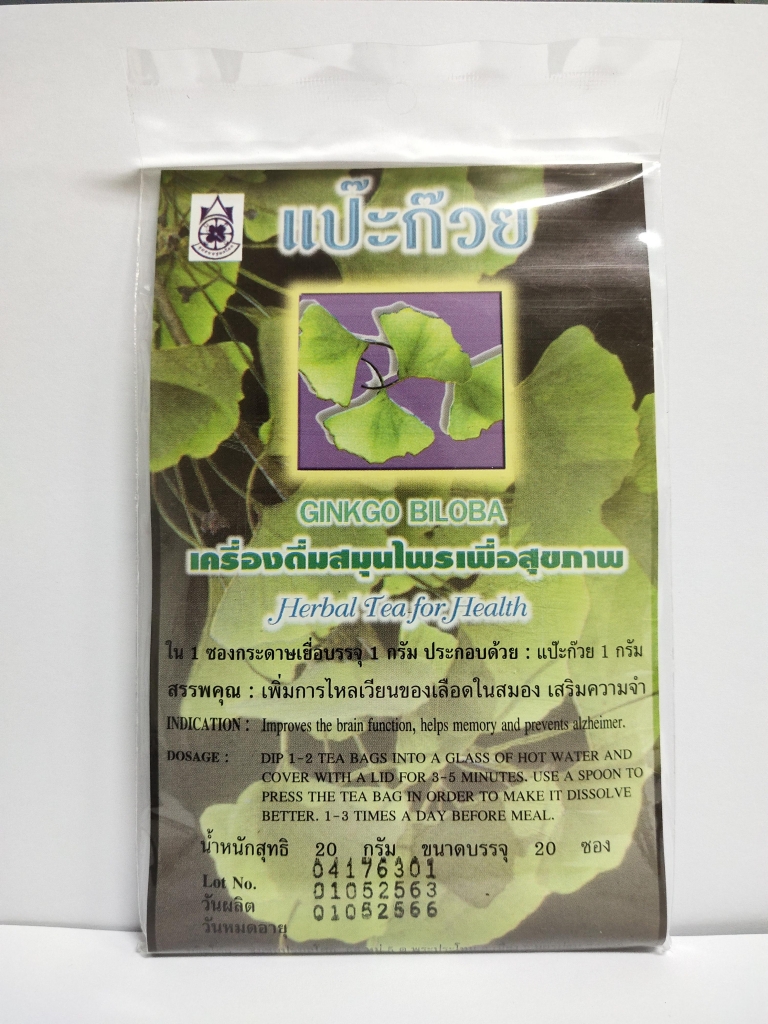 แป๊ะก๊วย
GINKGO BILOBA
เครื่องดื่มสมุนไพรเพื่อสุขภาพ
Herbal Tea for Health
ใน 1 ซองกระดาษเยื่อบรรจุ 1 กรัม ประกอบด้วย : แป๊ะก๊วย 1 กรัม
สรรพคุณ : เพิ่มการไหลเวียนของเลือดในสมอง เสริมความจำ
INDICATION : Improves the brain function, helps memory and prevents alzheimer.
DOSAGE : DIP 1-2 TEA BAGS INTO A GLASS OF HOT WATER AND
COVER WITH A LID FOR 3-5 MINUTES. USE A SPOON TO
PRESS THE TEA BAG IN ORDER TO MAKE IT DISSOLVE
BETTER. 1-3 TIMES A DAY BEFORE MEAL.
น้ำหนักสุทธิ 20 กรัม ขนาดบรรจุ 20 ซอง
04176301
Lot No. 01052563
วันผลิต 01052566
วันหมดอายุ